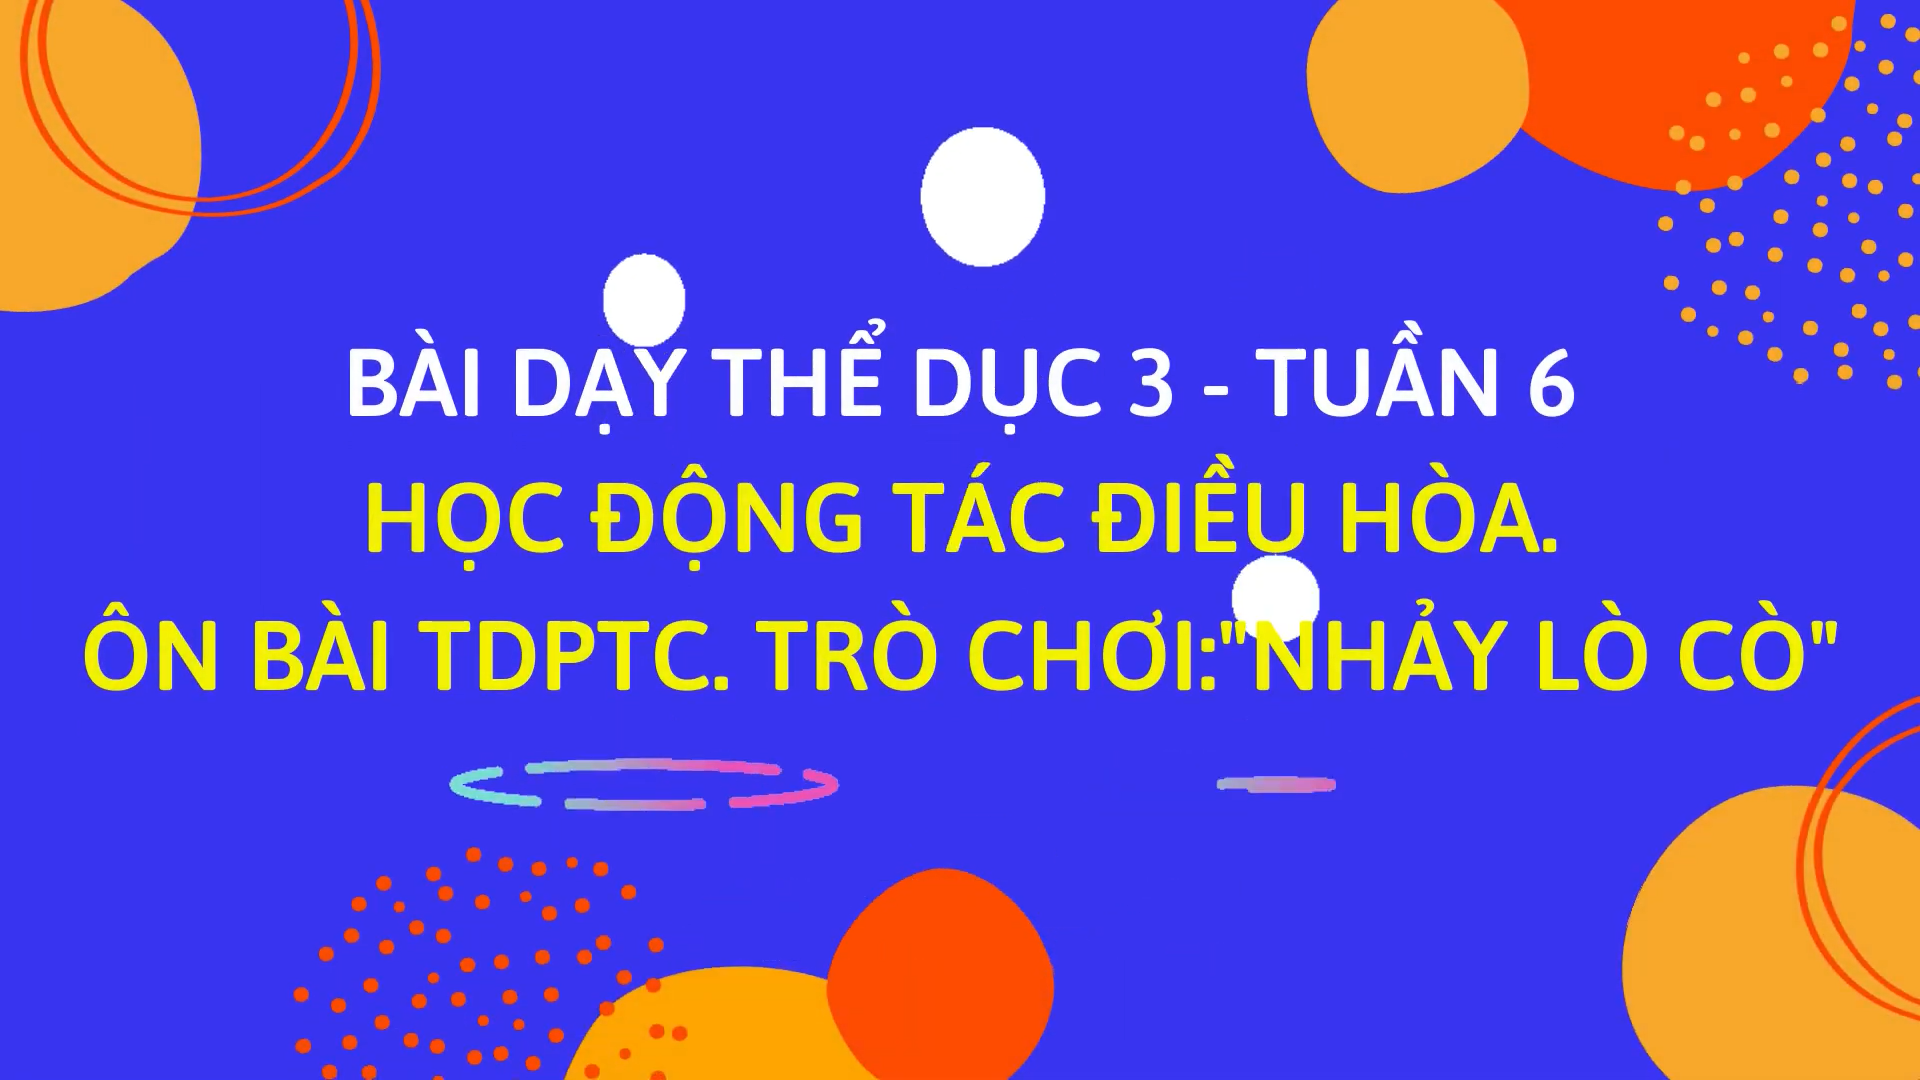 BÀI DẠY THỂ DỤC 3 - TUẦN 6
HỌC ĐỘNG TÁC ĐIỀU HÒA.
ÔN BÀI TDPTC. TRÒ CHƠI:"NHẢY LÒ CÒ"